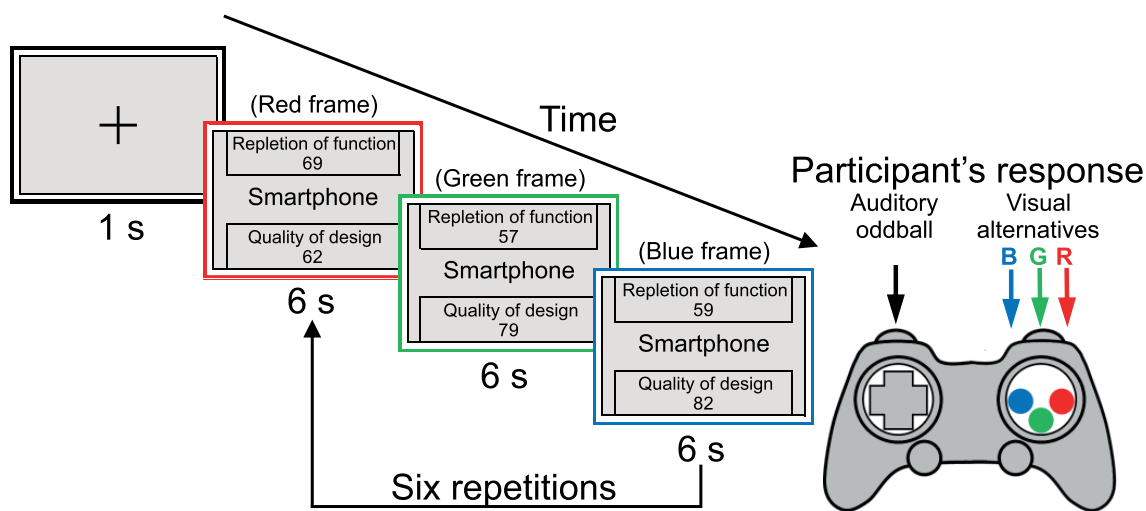 (Red frame)
Repletion of function
69
Smartphone
Quality of design
62
1 s
6 s
(Green frame)
Repletion of function
57
Smartphone
Quality of design
79
6 s
(Blue frame)
Repletion of function
59
Smartphone
Quality of design
82
6 s
Time
Six repetitions
Participant’s response
Auditory
oddball
Visual
alternatives
B G R